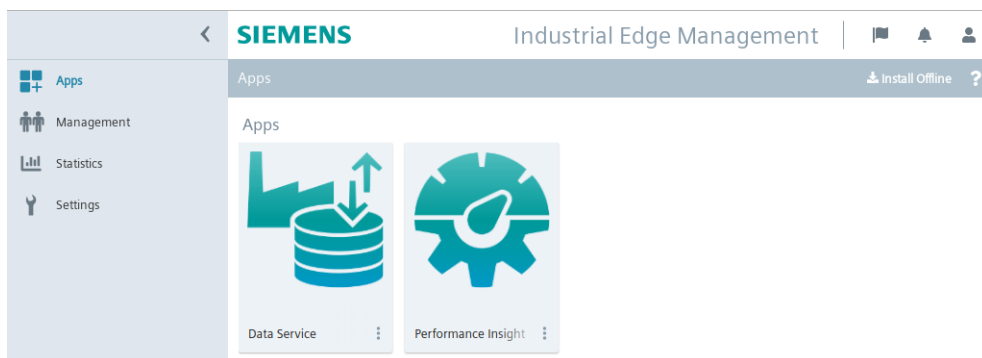 SIEMENS
Industrial Edge Management
Apps
Management
Statistics
Settings
Apps
Install Offline
?
Apps
Data Service
Performance Insight